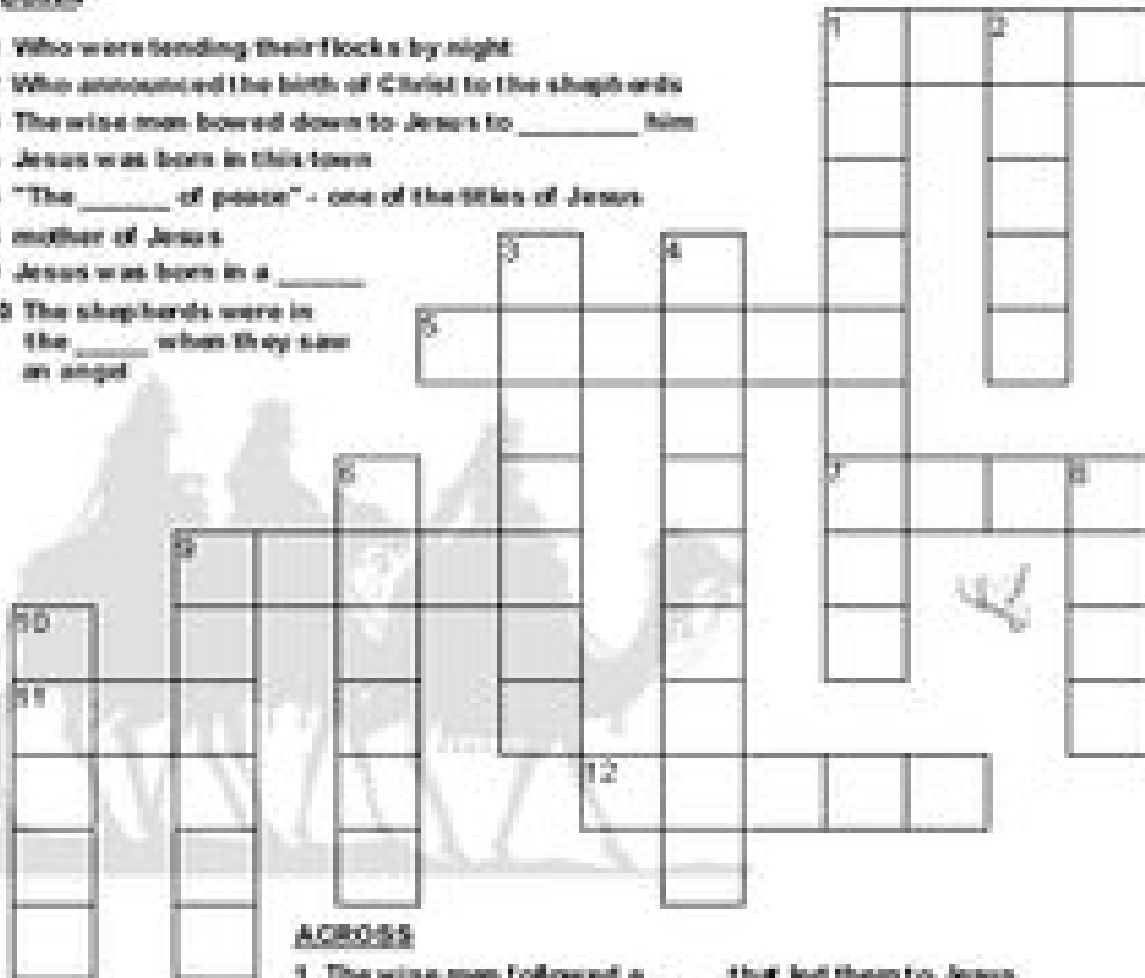 Who were tending their flocks by night
Who announced the birth of Christ to the shepherds
The wise men bowed down to Jesus to ________ him
Jesus was born in this town
"The ______ of peace" - one of the titles of Jesus
mother of Jesus
Jesus was born in a ______
0 The shepherds were in
the _____ when they saw
an angel
1
2
3
4
5
6
7
8
9
10
11
12
ACROSS
1 The wise men followed a _____ that led them to Jesus